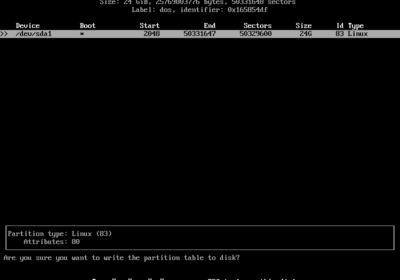 Size: 24 GiB, 25769803776 bytes, 50331648 sectors
Label: dos, identifier: 0x165854df
Device Boot Start End Sectors Size Id Type
>> /dev/sda1 * 2048 50331647 50329600 24G 83 Linux
Partition type: Linux (83)
Attributes: 80
Are you sure you want to write the partition table to disk?